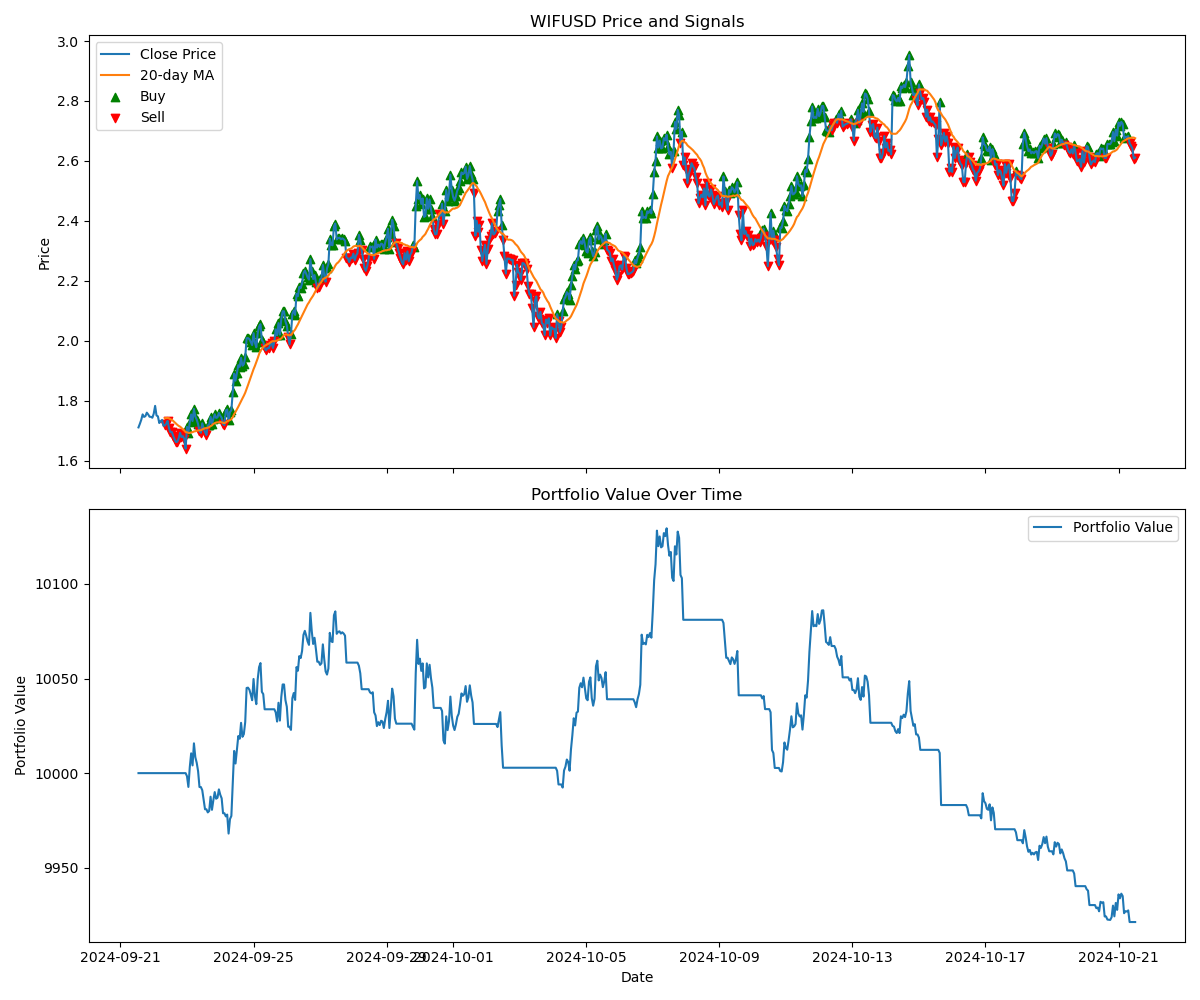 WIFUSD Price and Signals
3.0
2.8
2.6
2.4
2.2
2.0
1.8
1.6
Price
Close Price
20-day MA
Buy
Sell
Portfolio Value Over Time
10100
10050
10000
9950
Portfolio Value
Portfolio Value
2024-09-21
2024-09-25
2024-09-29
2024-10-01
2024-10-05
2024-10-09
2024-10-13
2024-10-17
2024-10-21
Date